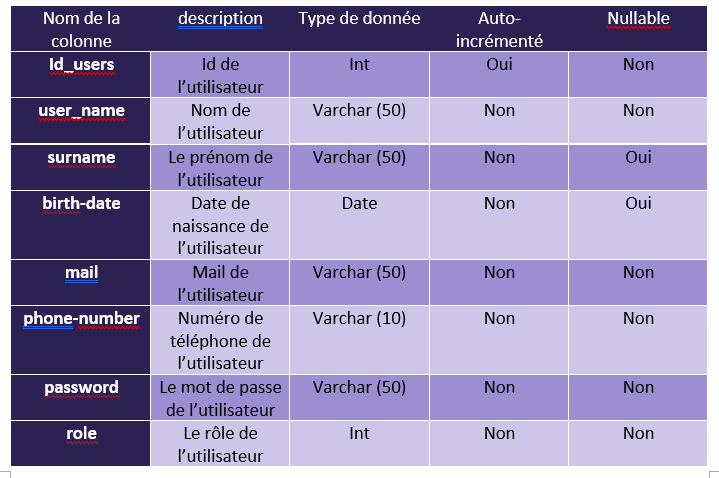 Nom de la colonne description Type de donnée Auto-incrémenté Nullable
Id_users Id de l’utilisateur Int Oui Non
user_name Nom de l’utilisateur Varchar (50) Non Non
surname Le prénom de l’utilisateur Varchar (50) Non Oui
birth-date Date de naissance de l’utilisateur Date Non Oui
mail Mail de l’utilisateur Varchar (50) Non Non
phone-number Numéro de téléphone de l’utilisateur Varchar (10) Non Non
password Le mot de passe de l’utilisateur Varchar (50) Non Non
role Le rôle de l’utilisateur Int Non Non